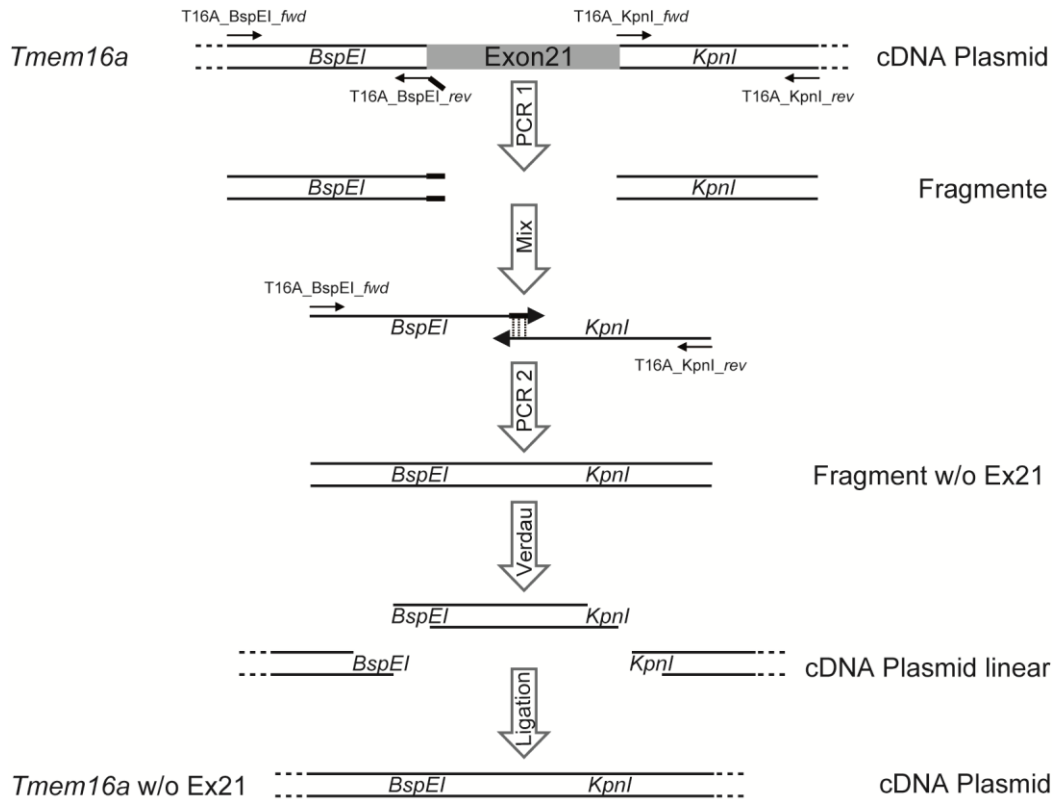 T16A_BspEI_fwd T16A_KpnI_fwd
Tmem16a BspEI Exon21 KpnI cDNA Plasmid
T16A_BspEI_rev T16A_KpnI_rev
PCR 1
BspEI KpnI Fragmente
Mix
T16A_BspEI_fwd
BspEI KpnI
T16A_KpnI_rev
PCR 2
BspEI KpnI Fragment w/o Ex21
Verdau
BspEI KpnI
BspEI KpnI cDNA Plasmid linear
Ligation
Tmem16a w/o Ex21 BspEI KpnI cDNA Plasmid